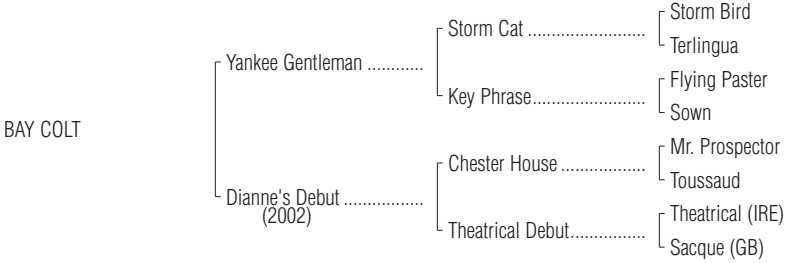 Storm Bird
Storm Cat ........................
Terlingua
Yankee Gentleman ............
Flying Paster
Key Phrase.......................
Sown
BAY COLT
Mr. Prospector
Chester House .................
Toussaud
Dianne's Debut .................
(2002)
Theatrical (IRE)
Theatrical Debut...............
Sacque (GB)